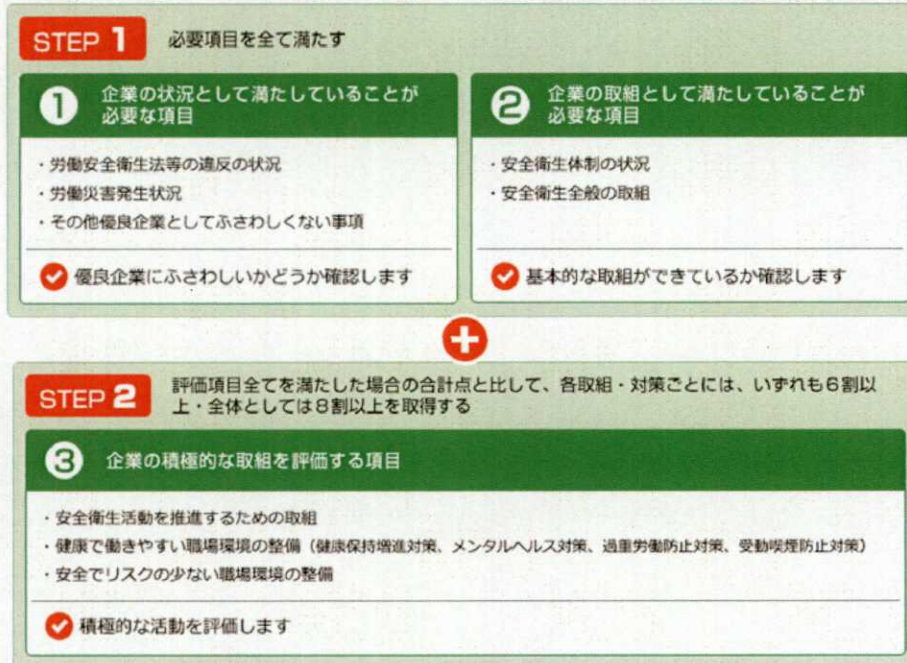 STEP 1 必要項目を全て満たす
① 企業の状況として満たしていることが
必要な項目
・労働安全衛生法等の違反の状況
・労働災害発生状況
・その他優良企業としてふさわしくない事項
優良企業にふさわしいかどうか確認します
② 企業の取組として満たしていることが
必要な項目
・安全衛生体制の状況
・安全衛生全般の取組
基本的な取組ができているか確認します
STEP 2 評価項目全てを満たした場合の合計点と比して、各取組・対策ごとには、いずれも6割以
上・全体としては8割以上を取得する
③ 企業の積極的な取組を評価する項目
・安全衛生活動を推進するための取組
・健康で働きやすい職場環境の整備（健康保持増進対策、メンタルヘルス対策、過重労働防止対策、受動喫煙防止対策）
・安全でリスクの少ない職場環境の整備
積極的な活動を評価します